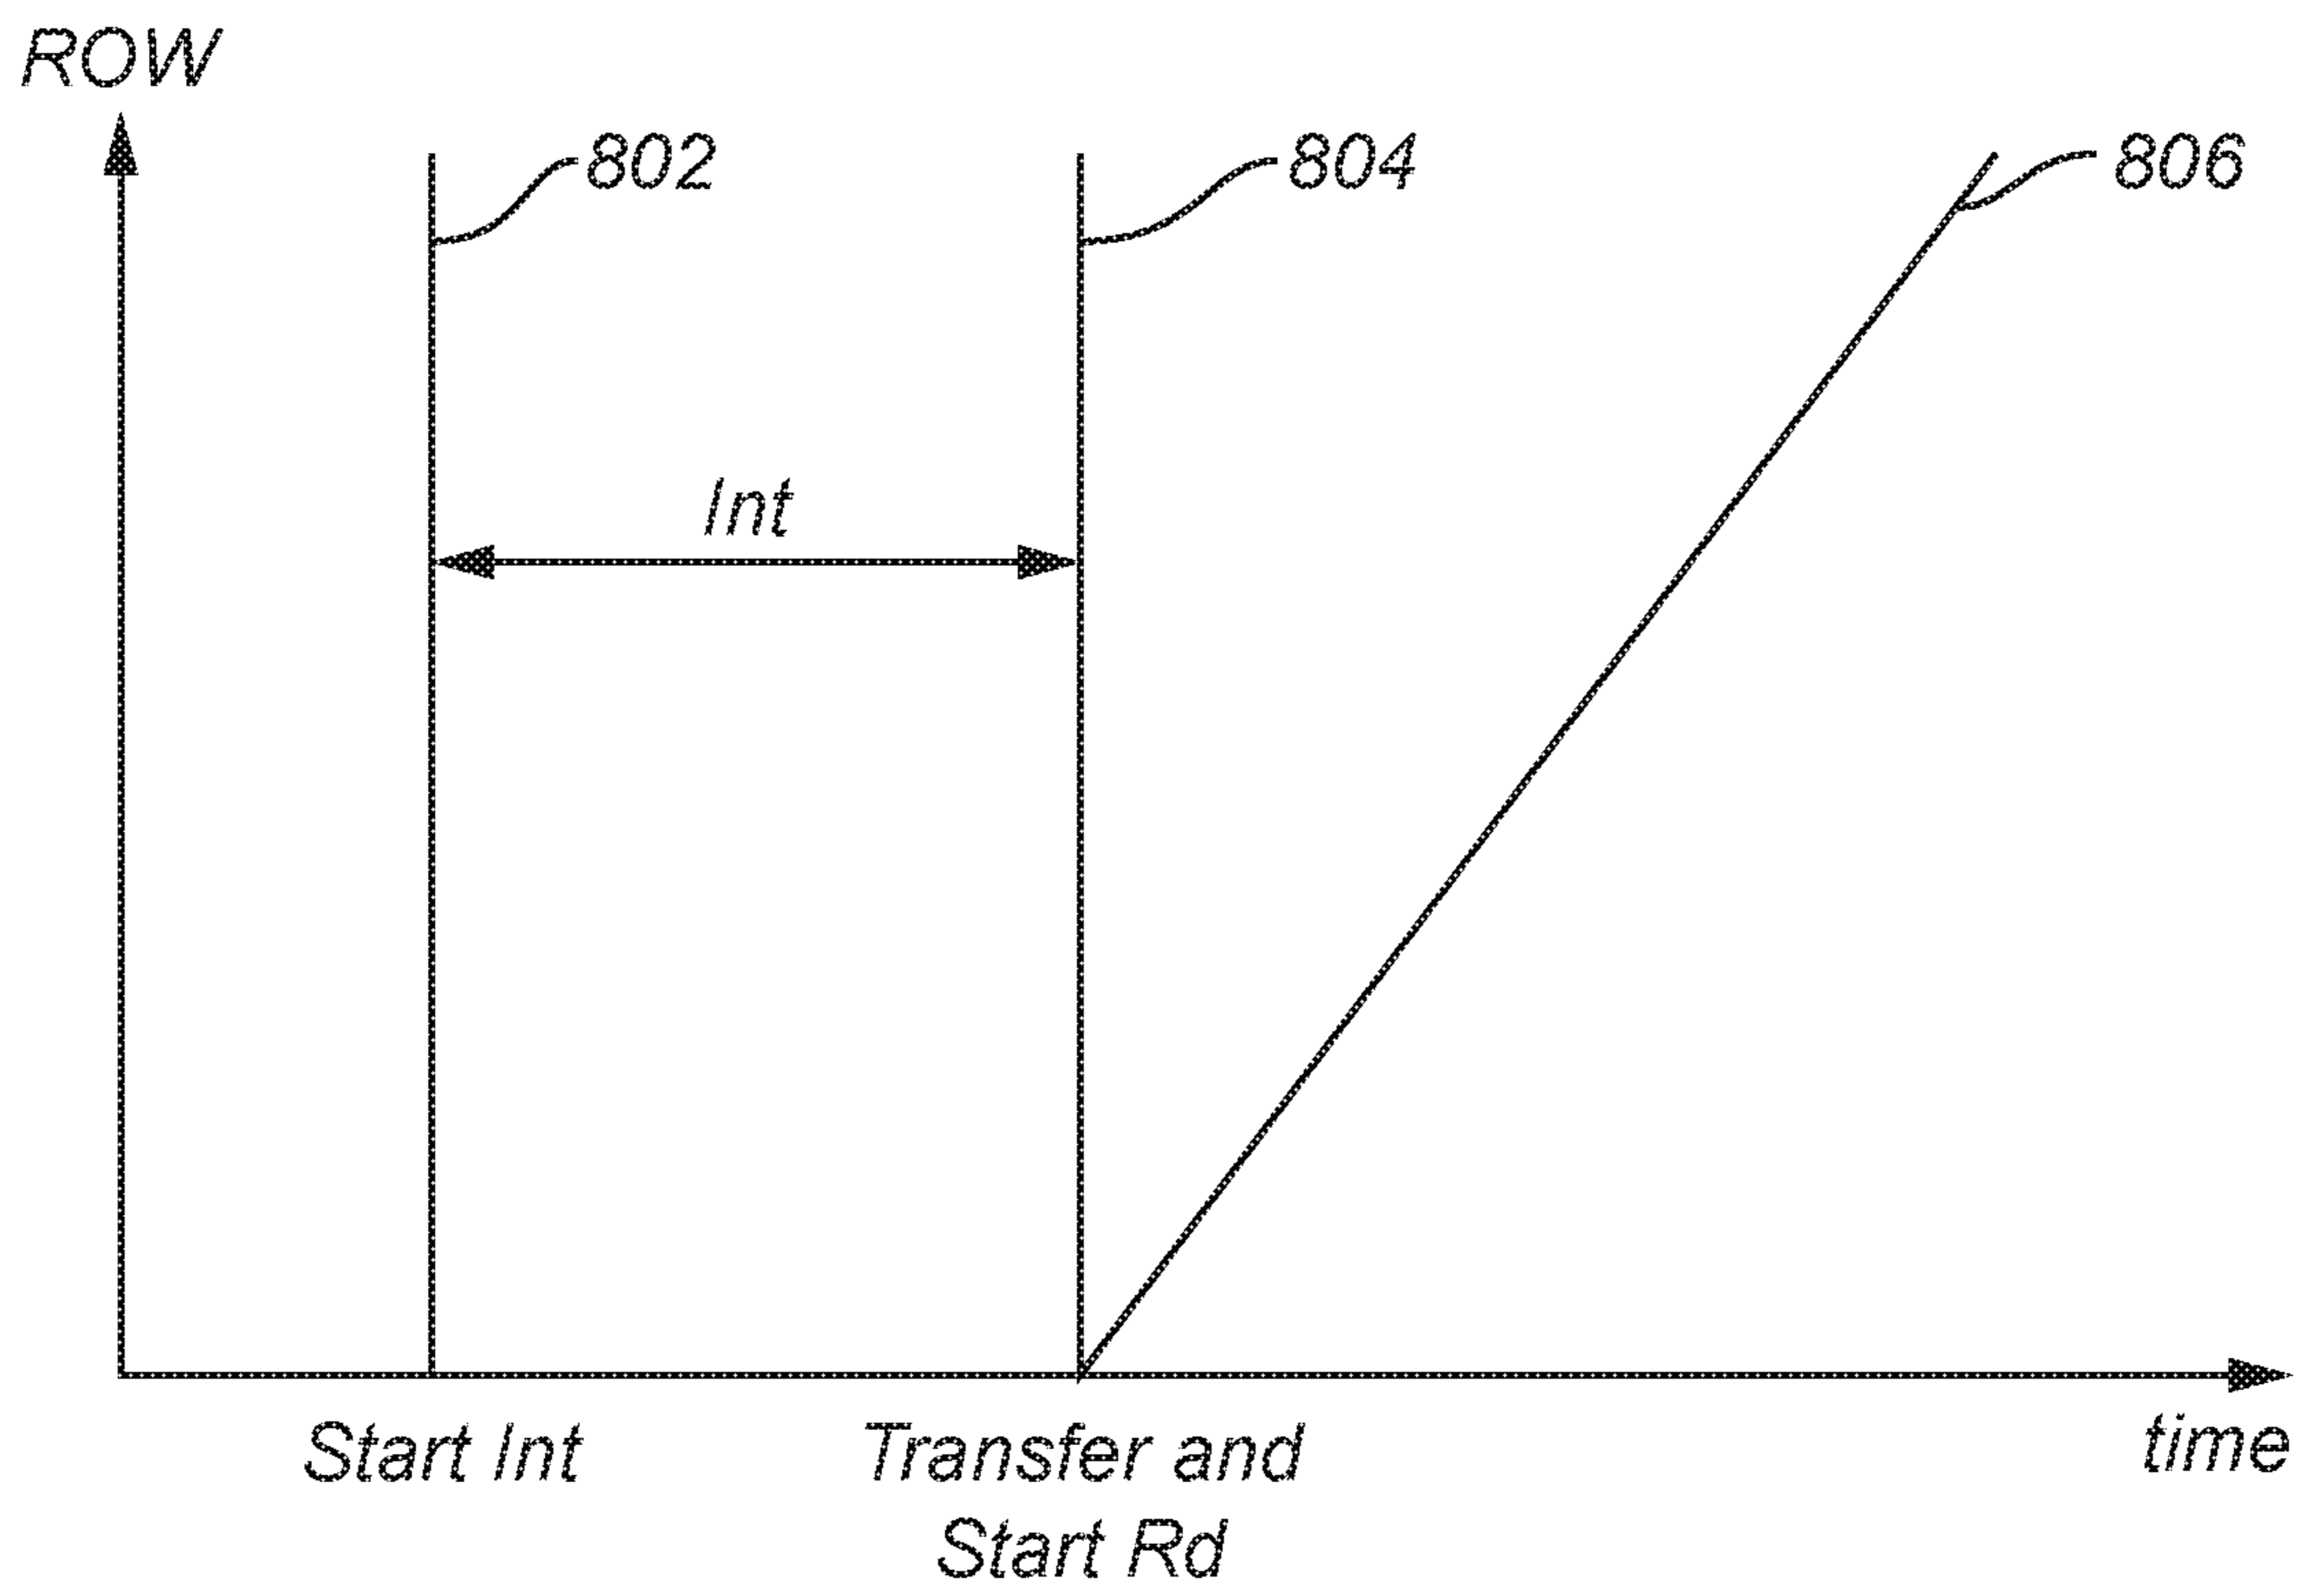 ROW
802
804
806
Int
Start Int
Transfer and
Start Rd
time